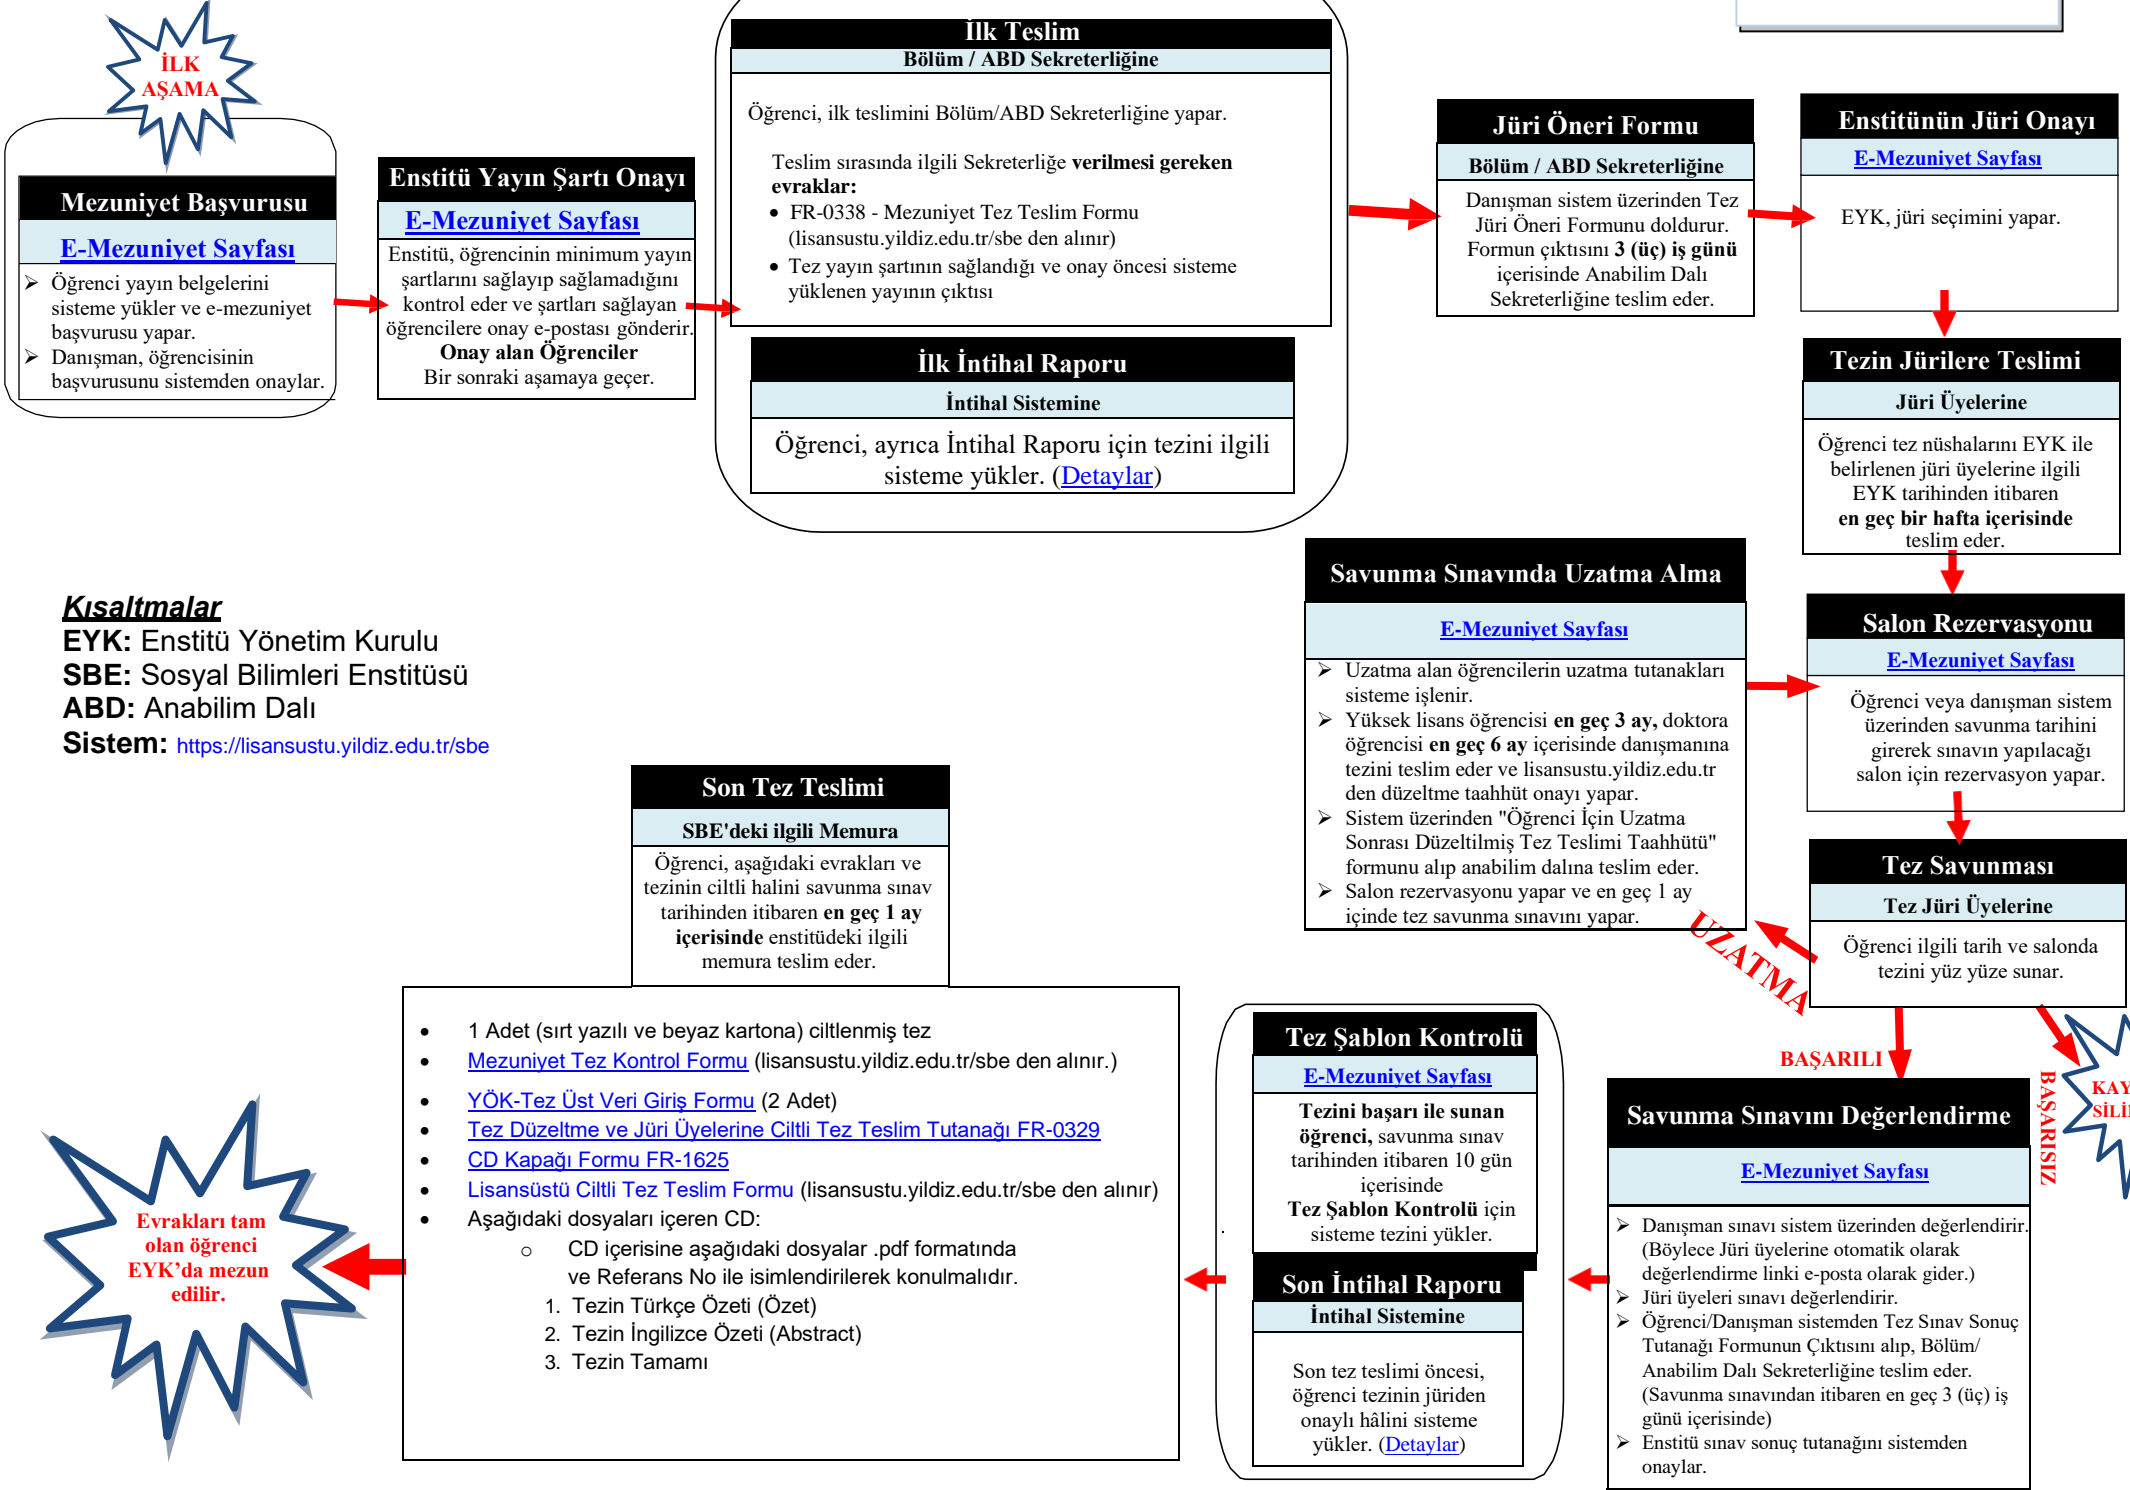 İLK
AŞAMA
Mezuniyet Başvurusu
E-Mezuniyet Sayfası
➢ Öğrenci yayın belgelerini
sisteme yükler ve e-mezuniyet
başvurusu yapar.
➢ Danışman, öğrencisinin
başvurusunu sistemden onaylar.
Enstitü Yayın Şartı Onayı
E-Mezuniyet Sayfası
Enstitü, öğrencinin minimum yayın
şartlarını sağlayıp sağlamadığını
kontrol eder ve şartları sağlayan
öğrencilere onay e-postası gönderir.
Onay alan Öğrenciler
Bir sonraki aşamaya geçer.
İlk Teslim
Bölüm / ABD Sekreterliğine
Öğrenci, ilk teslimini Bölüm/ABD Sekreterliğine yapar.
Teslim sırasında ilgili Sekreterliğe verilmesi gereken
evraklar:
• FR-0338 - Mezuniyet Tez Teslim Formu
(lisansustu.yildiz.edu.tr/sbe den alınır)
• Tez yayın şartının sağlandığı ve onay öncesi sisteme
yüklenen yayının çıktısı
İlk İntihal Raporu
İntihal Sistemine
Öğrenci, ayrıca İntihal Raporu için tezini ilgili
sisteme yükler. (Detaylar)
Jüri Öneri Formu
Bölüm / ABD Sekreterliğine
Danışman sistem üzerinden Tez
Jüri Öneri Formunu doldurur.
Formun çıktısını 3 (üç) iş günü
içerisinde Anabilim Dalı
Sekreterliğine teslim eder.
Enstitünün Jüri Onayı
E-Mezuniyet Sayfası
EYK, jüri seçimini yapar.
Tezin Jürilere Teslimi
Jüri Üyelerine
Öğrenci tez nüshalarını EYK ile
belirlenen jüri üyelerine ilgili
EYK tarihinden itibaren
en geç bir hafta içerisinde
teslim eder.
Salon Rezervasyonu
E-Mezuniyet Sayfası
Öğrenci veya danışman sistem
üzerinden savunma tarihini
girerek sınavın yapılacağı
salon için rezervasyon yapar.
Savunma Sınavında Uzatma Alma
E-Mezuniyet Sayfası
➢ Uzatma alan öğrencilerin uzatma tutanakları
sisteme işlenir.
➢ Yüksek lisans öğrencisi en geç 3 ay, doktora
öğrencisi en geç 6 ay içerisinde danışmanına
tezini teslim eder ve lisansustu.yildiz.edu.tr
den düzeltme taahhüt onayı yapar.
➢ Sistem üzerinden "Öğrenci İçin Uzatma
Sonrası Düzeltilmiş Tez Teslimi Taahhütü"
formunu alıp anabilim dalına teslim eder.
➢ Salon rezervasyonu yapar ve en geç 1 ay
içinde tez savunma sınavını yapar.
Kısaltmalar
EYK: Enstitü Yönetim Kurulu
SBE: Sosyal Bilimleri Enstitüsü
ABD: Anabilim Dalı
Sistem: https://lisansustu.yildiz.edu.tr/sbe
Tez Savunması
Tez Jüri Üyelerine
Öğrenci ilgili tarih ve salonda
tezini yüz yüze sunar.
UZATMA
BAŞARILI
BAŞARISIZ
Savunma Sınavını Değerlendirme
E-Mezuniyet Sayfası
➢ Danışman sınavı sistem üzerinden değerlendirir.
(Böylece Jüri üyelerine otomatik olarak
değerlendirme linki e-posta olarak gider.)
➢ Jüri üyeleri sınavı değerlendirir.
➢ Öğrenci/Danışman sistemden Tez Sınav Sonuç
Tutanağı Formunun Çıktısını alıp, Bölüm/
Anabilim Dalı Sekreterliğine teslim eder.
(Savunma sınavından itibaren en geç 3 (üç) iş
günü içerisinde)
➢ Enstitü sınav sonuç tutanağını sistemden
onaylar.
Tez Şablon Kontrolü
E-Mezuniyet Sayfası
Tezini başarı ile sunan
öğrenci, savunma sınav
tarihinden itibaren 10 gün
içerisinde
Tez Şablon Kontrolü için
sisteme tezini yükler.
Son İntihal Raporu
İntihal Sistemine
Son tez teslimi öncesi,
öğrenci tezinin jüriden
onaylı hâlini sisteme
yükler. (Detaylar)
Son Tez Teslimi
SBE'deki ilgili Memura
Öğrenci, aşağıdaki evrakları ve
tezinin ciltli halini savunma sınav
tarihinden itibaren en geç 1 ay
içerisinde enstitüdeki ilgili
memura teslim eder.
• 1 Adet (sırt yazılı ve beyaz kartona) ciltlenmiş tez
• Mezuniyet Tez Kontrol Formu (lisansustu.yildiz.edu.tr/sbe den alınır.)
• YÖK-Tez Üst Veri Giriş Formu (2 Adet)
• Tez Düzeltme ve Jüri Üyelerine Ciltli Tez Teslim Tutanağı FR-0329
• CD Kapağı Formu FR-1625
• Lisansüstü Ciltli Tez Teslim Formu (lisansustu.yildiz.edu.tr/sbe den alınır)
• Aşağıdaki dosyaları içeren CD:
○ CD içerisine aşağıdaki dosyalar .pdf formatında
ve Referans No ile isimlendirilerek konulmalıdır.
1. Tezin Türkçe Özeti (Özet)
2. Tezin İngilizce Özeti (Abstract)
3. Tezin Tamamı
Evrakları tam
olan öğrenci
EYK’da mezun
edilir.